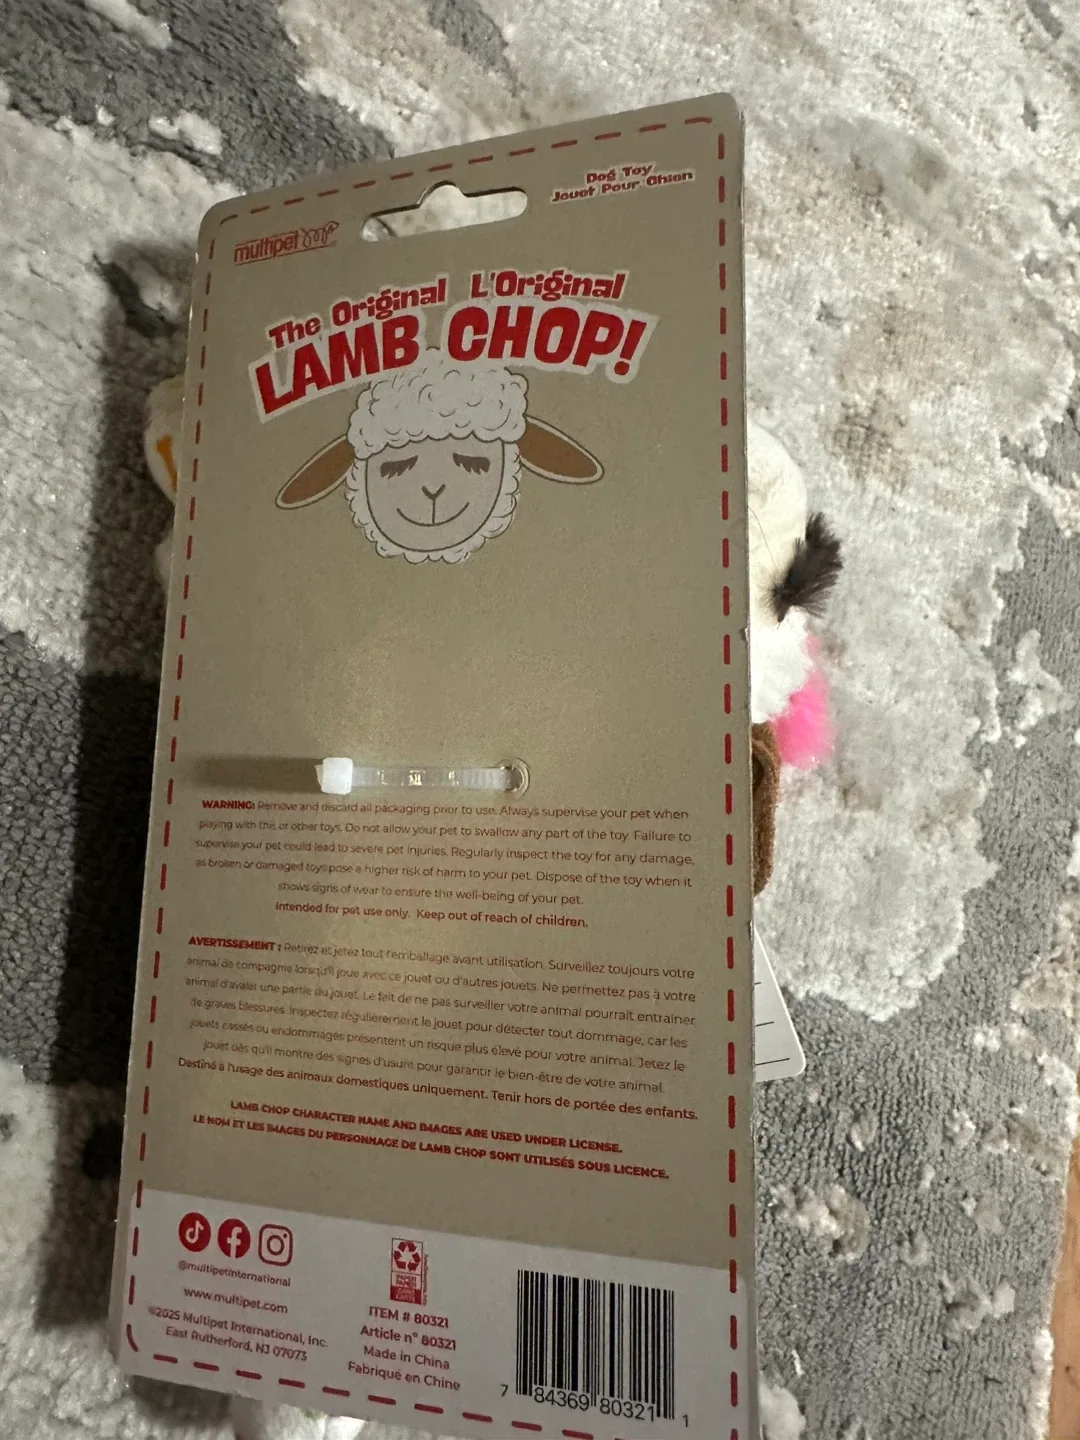 Dog Toy
Jouet Pour Chien
multipet
The Original L'Original
LAMB CHOP!
WARNING: Remove and discard all packaging prior to use. Always supervise your pet when
playing with this or other toys. Do not allow your pet to swallow any part of the toy. Failure to
supervise your pet could lead to severe pet injuries. Regularly inspect the toy for any damage,
as broken or damaged toys pose a higher risk of harm to your pet. Dispose of the toy when it
shows signs of wear to ensure the well-being of your pet.
Intended for pet use only. Keep out of reach of children.
AVERTISSEMENT : Retirez et jetez tout l'emballage avant utilisation. Surveillez toujours votre
animal de compagnie lorsqu'il joue avec ce jouet ou d'autres jouets. Ne permettez pas à votre
animal d'avaler une partie du jouet. Le fait de ne pas surveiller votre animal pourrait entraîner
de graves blessures. Inspectez régulièrement le jouet pour détecter tout dommage, car les
jouets cassés ou endommagés présentent un risque plus élevé pour votre animal. Jetez le
jouet dès qu'il montre des signes d'usure pour garantir le bien-être de votre animal.
Destiné à l'usage des animaux domestiques uniquement. Tenir hors de portée des enfants.
LAMB CHOP CHARACTER NAME AND IMAGES ARE USED UNDER LICENSE.
LE NOM ET LES IMAGES DU PERSONNAGE DE LAMB CHOP SONT UTILISÉS SOUS LICENCE.
@multipetinternational
www.multipet.com
©2025 Multipet International, Inc.
East Rutherford, NJ 07073
PAPER
ITEM # 80321
Article n° 80321
Made in China
Fabriqué en Chine
7 84369 80321 1